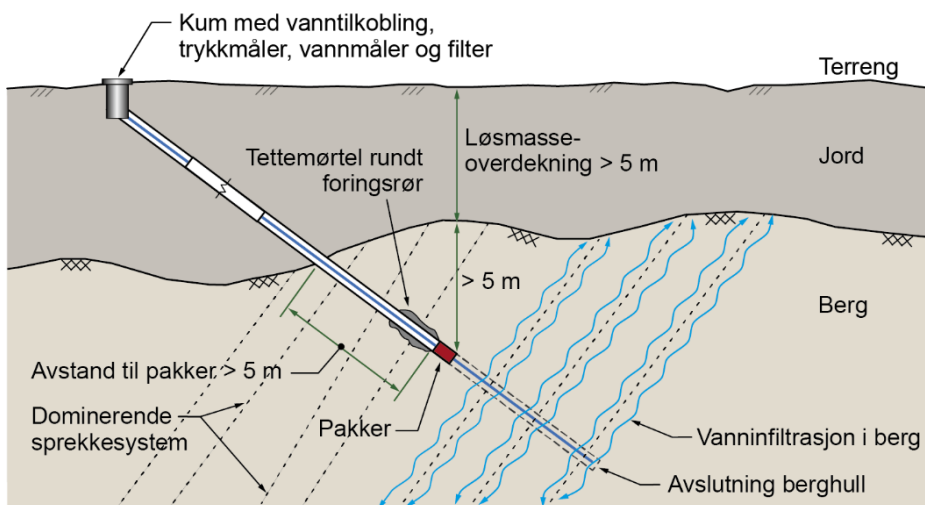 Kum med vanntilkobling,
trykkmåler, vannmåler og filter
Terreng
Løsmasse-
overdekning > 5 m
Jord
Tettemørtel rundt
foringsrør
> 5 m
Berg
Avstand til pakker > 5 m
Dominerende
sprekkesystem
Pakker
Vanninfiltrasjon i berg
Avslutning berghull